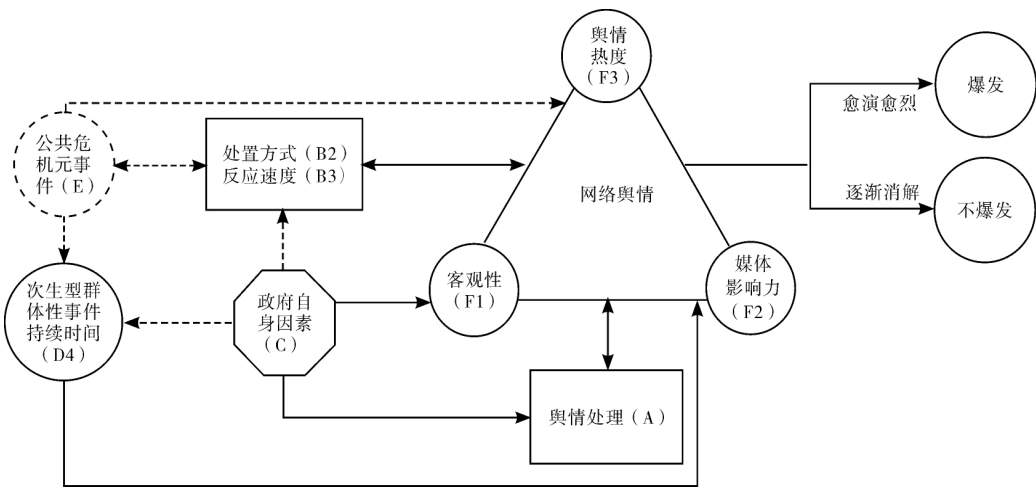 舆情
热度
（F3）
爆发
愈演愈烈
公共危
机元事
件（E）
处置方式（B2）
反应速度（B3）
网络舆情
逐渐消解
不爆发
次生型群
体性事件
持续时间
（D4）
政府自
身因素
（C）
客观性
（F1）
媒体
影响力
（F2）
舆情处理（A）